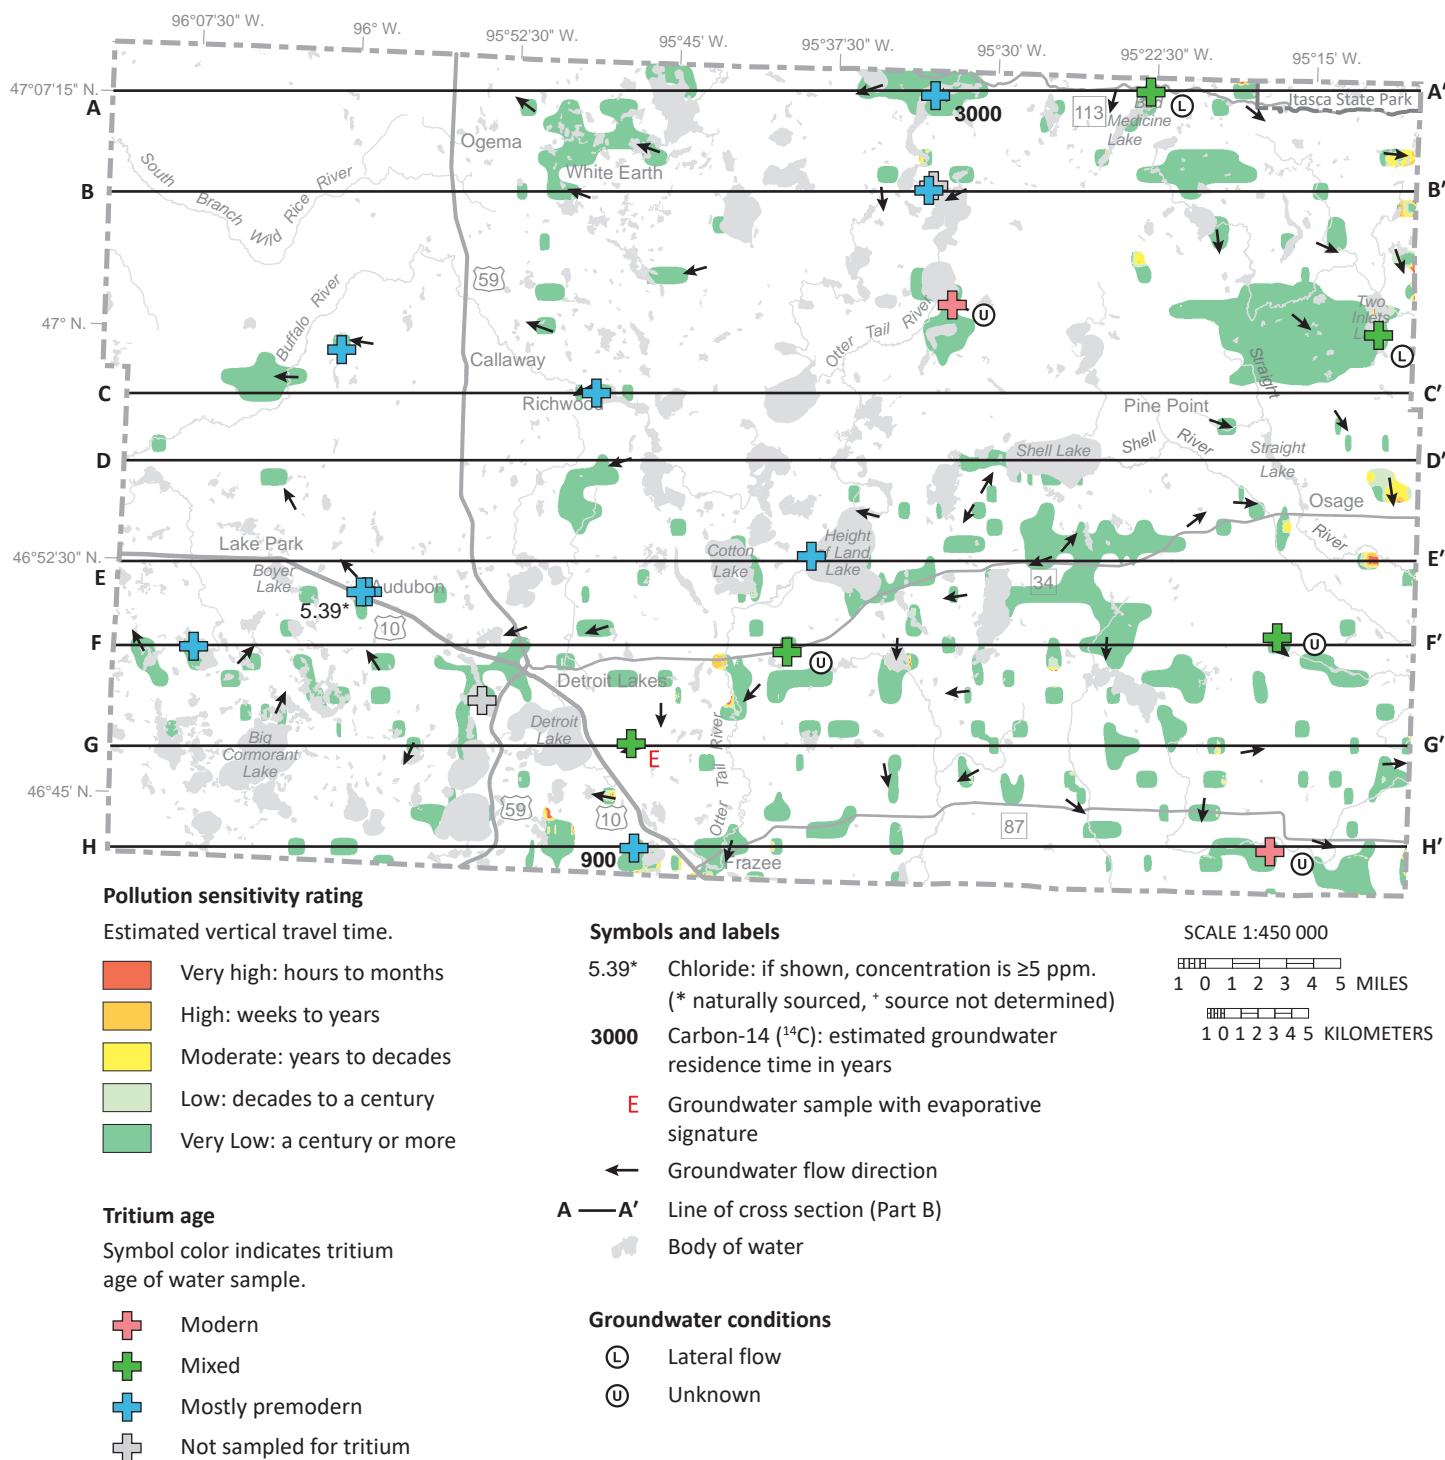 96°07'30" W.
96° W.
95°52'30" W.
95°45' W.
95°37'30" W.
95°30' W.
95°22'30" W.
95°15' W.
47°07'15" N.
A
A'
Itasca State Park
3000
113
L
Medicine
Lake
Ogema
White Earth
South
Branch
Wild
Rice
River
B
B'
59
Buffalo
River
47° N.
Otter
Tail
River
U
Two
Inlets
L
Callaway
Straight
C
C'
Richwood
Pine Point
D
D'
Shell Lake
Shell
River
Straight
Lake
Osage
River
46°52'30" N.
Lake Park
Boyer
Lake
Cotton
Lake
Height
of Land
Lake
E
E'
Audubon
5.39*
34
10
F
F'
U
U
Detroit Lakes
Detroit
Lake
Otter
Tail
River
G
G'
Big
Cormorant
Lake
E
46°45' N.
59
10
87
H
H'
900
Frazee
U
Pollution sensitivity rating
Estimated vertical travel time.
Very high: hours to months
High: weeks to years
Moderate: years to decades
Low: decades to a century
Very Low: a century or more
Tritium age
Symbol color indicates tritium
age of water sample.
Modern
Mixed
Mostly premodern
Not sampled for tritium
Symbols and labels
5.39* Chloride: if shown, concentration is ≥5 ppm.
(* naturally sourced, ⁺ source not determined)
3000 Carbon-14 (¹⁴C): estimated groundwater
residence time in years
E Groundwater sample with evaporative
signature
Groundwater flow direction
A A' Line of cross section (Part B)
Body of water
Groundwater conditions
L Lateral flow
U Unknown
SCALE 1:450 000
1 0 1 2 3 4 5 MILES
1 0 1 2 3 4 5 KILOMETERS